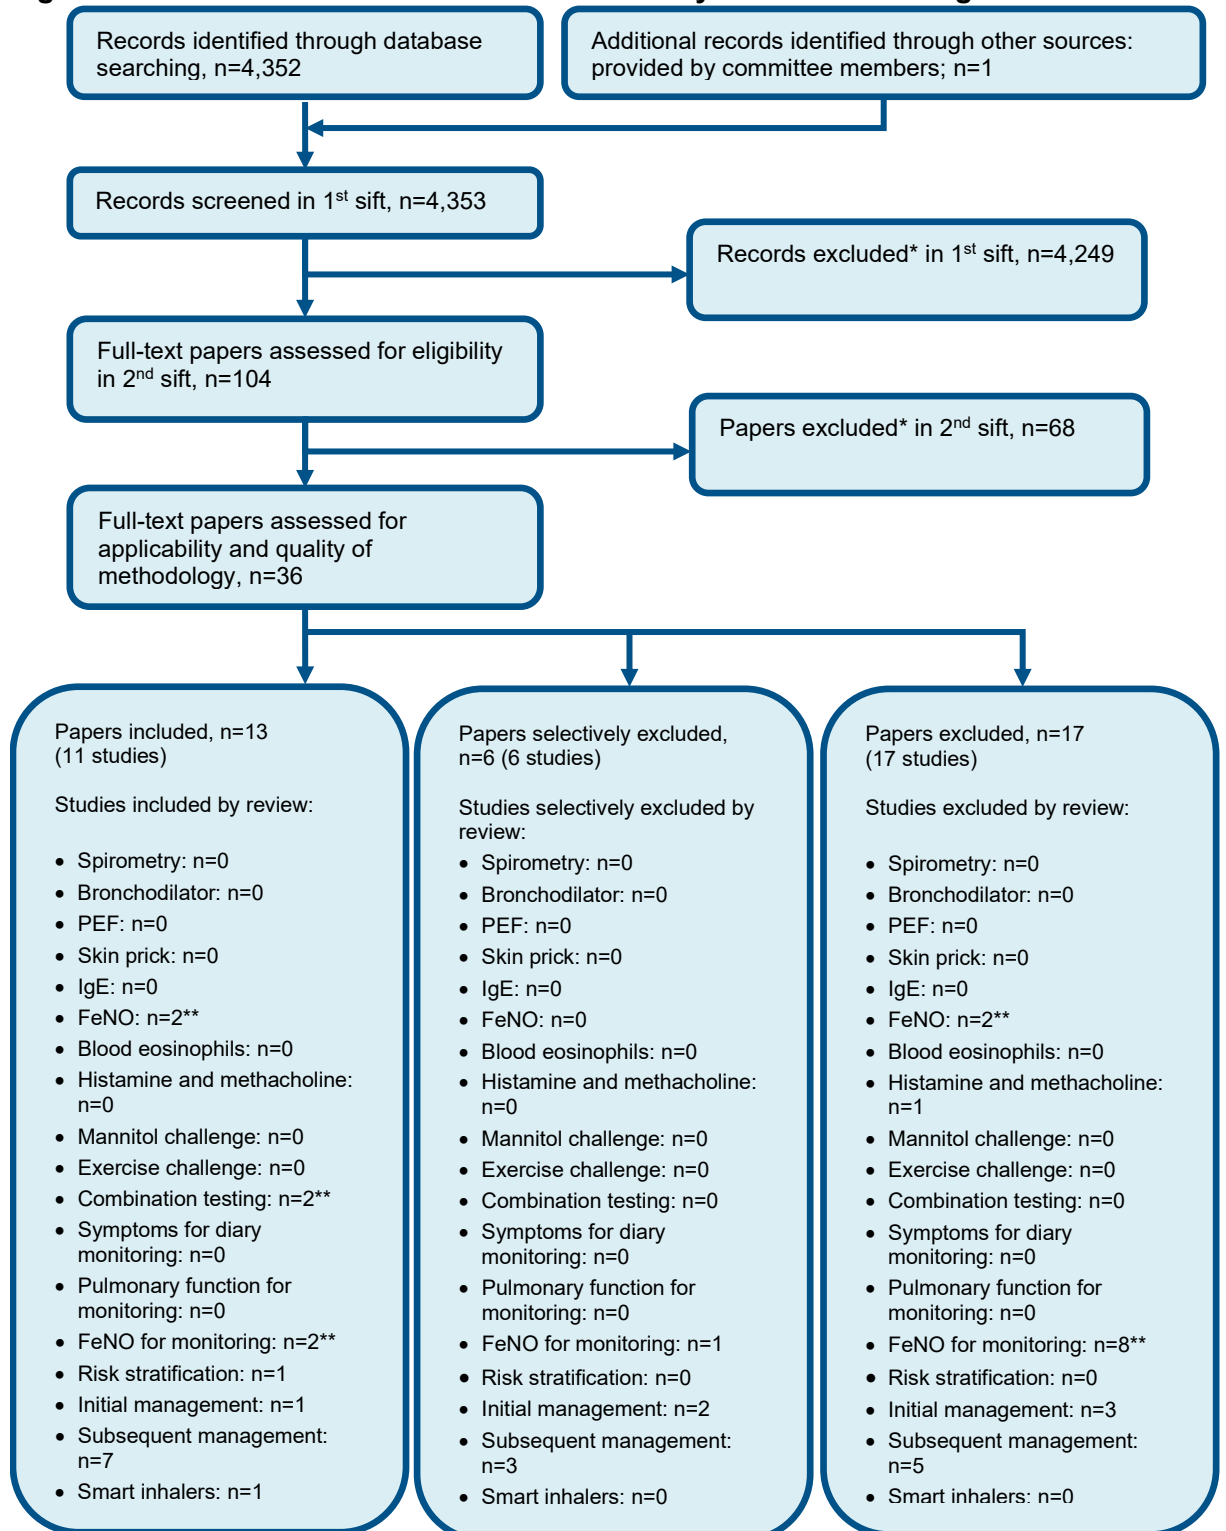 Records identified through database
searching, n=4,352
Additional records identified through other sources:
provided by committee members; n=1
Records screened in 1st sift, n=4,353
Records excluded* in 1st sift, n=4,249
Full-text papers assessed for eligibility
in 2nd sift, n=104
Papers excluded* in 2nd sift, n=68
Full-text papers assessed for
applicability and quality of
methodology, n=36
Papers included, n=13
(11 studies)
Studies included by review:
• Spirometry: n=0
• Bronchodilator: n=0
• PEF: n=0
• Skin prick: n=0
• IgE: n=0
• FeNO: n=2**
• Blood eosinophils: n=0
• Histamine and methacholine:
n=0
• Mannitol challenge: n=0
• Exercise challenge: n=0
• Combination testing: n=2**
• Symptoms for diary
monitoring: n=0
• Pulmonary function for
monitoring: n=0
• FeNO for monitoring: n=2**
• Risk stratification: n=1
• Initial management: n=1
• Subsequent management:
n=7
• Smart inhalers: n=1
Papers selectively excluded,
n=6 (6 studies)
Studies selectively excluded by
review:
• Spirometry: n=0
• Bronchodilator: n=0
• PEF: n=0
• Skin prick: n=0
• IgE: n=0
• FeNO: n=0
• Blood eosinophils: n=0
• Histamine and methacholine:
n=0
• Mannitol challenge: n=0
• Exercise challenge: n=0
• Combination testing: n=0
• Symptoms for diary
monitoring: n=0
• Pulmonary function for
monitoring: n=0
• FeNO for monitoring: n=1
• Risk stratification: n=0
• Initial management: n=2
• Subsequent management:
n=3
• Smart inhalers: n=0
Papers excluded, n=17
(17 studies)
Studies excluded by review:
• Spirometry: n=0
• Bronchodilator: n=0
• PEF: n=0
• Skin prick: n=0
• IgE: n=0
• FeNO: n=2**
• Blood eosinophils: n=0
• Histamine and methacholine:
n=1
• Mannitol challenge: n=0
• Exercise challenge: n=0
• Combination testing: n=0
• Symptoms for diary
monitoring: n=0
• Pulmonary function for
monitoring: n=0
• FeNO for monitoring: n=8**
• Risk stratification: n=0
• Initial management: n=3
• Subsequent management:
n=5
• Smart inhalers: n=0